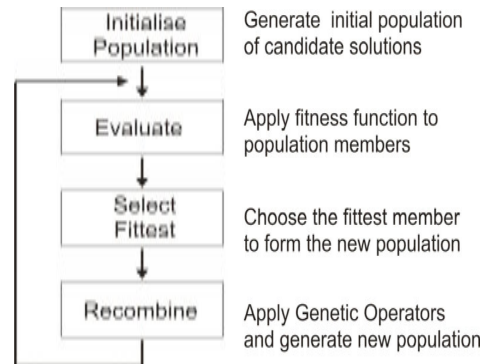 Initialise
Population
Generate initial population
of candidate solutions
Evaluate
Apply fitness function to
population members
Select
Fittest
Choose the fittest member
to form the new population
Recombine
Apply Genetic Operators
and generate new population